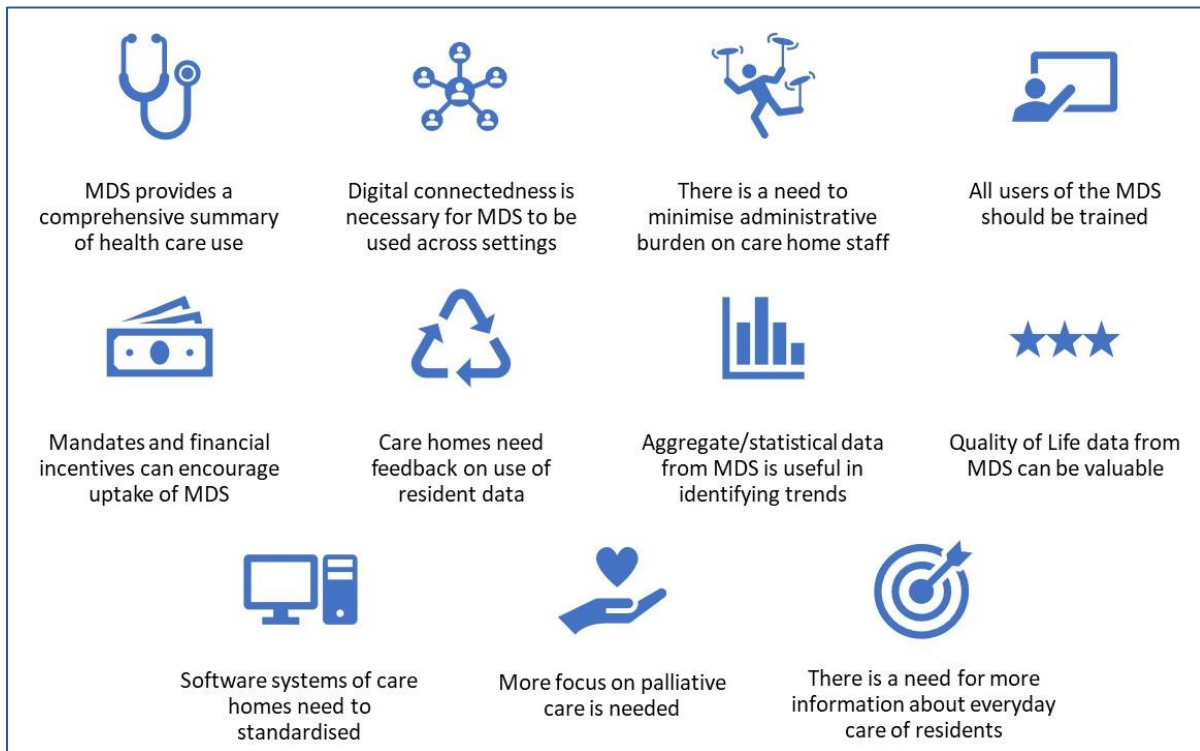 MDS provides a
comprehensive summary
of health care use
Digital connectedness is
necessary for MDS to be
used across settings
There is a need to
minimise administrative
burden on care home staff
All users of the MDS
should be trained
Mandates and financial
incentives can encourage
uptake of MDS
Care homes need
feedback on use of
resident data
Aggregate/statistical data
from MDS is useful in
identifying trends
Quality of Life data from
MDS can be valuable
Software systems of care
homes need to
standardised
More focus on palliative
care is needed
There is a need for more
information about everyday
care of residents